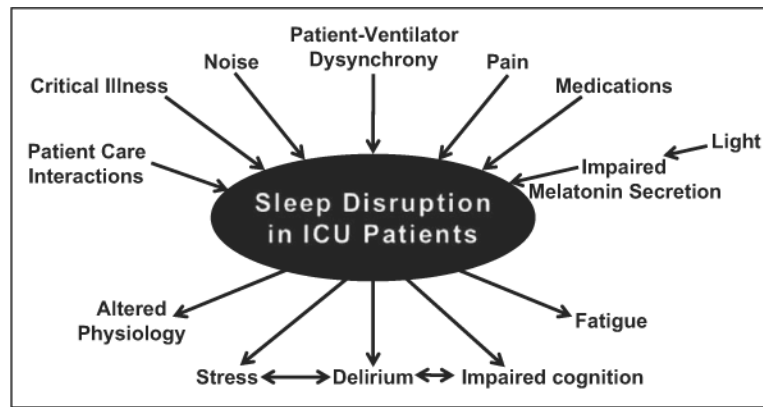 Patient-Ventilator
Dysynchrony
Noise
Pain
Critical Illness
Medications
Patient Care
Interactions
Light
Impaired
Melatonin Secretion
Sleep Disruption
in ICU Patients
Altered
Physiology
Fatigue
Stress
Delirium
Impaired cognition